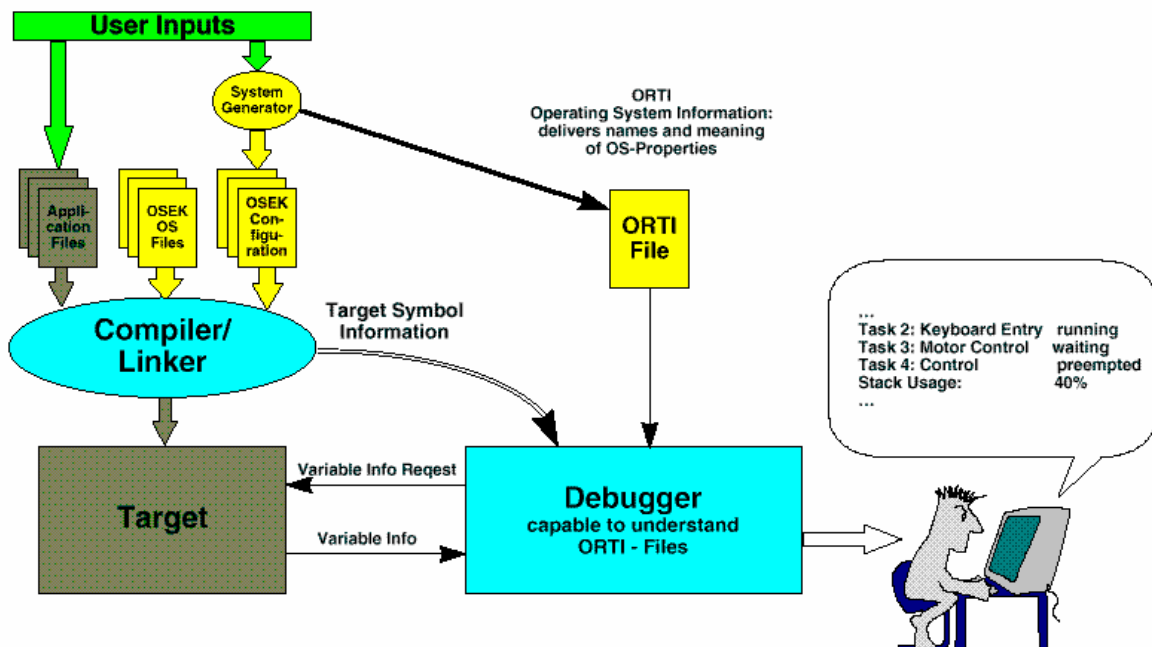 User Inputs
System
Generator
ORTI
Operating System Information:
delivers names and meaning
of OS-Properties
Appli-
cation
Files
OSEK
OS
Files
OSEK
Con-
figu-
ration
ORTI
File
Compiler/
Linker
Target Symbol
Information
...
Task 2: Keyboard Entry running
Task 3: Motor Control waiting
Task 4: Control preempted
Stack Usage: 40%
...
Target
Variable Info Reqest
Variable Info
Debugger
capable to understand
ORTI - Files